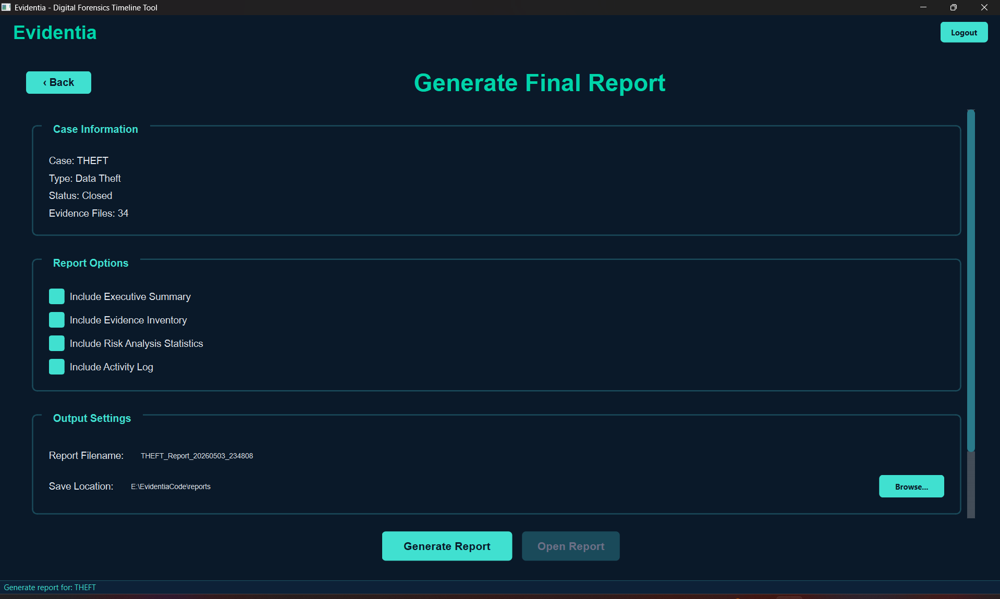 Evidentia - Digital Forensics Timeline Tool
Evidentia
Logout
‹ Back
Generate Final Report
Case Information
Case: THEFT
Type: Data Theft
Status: Closed
Evidence Files: 34
Report Options
Include Executive Summary
Include Evidence Inventory
Include Risk Analysis Statistics
Include Activity Log
Output Settings
Report Filename: THEFT_Report_20260503_234808
Save Location: E:\EvidentiaCode\reports
Browse...
Generate Report
Open Report
Generate report for: THEFT